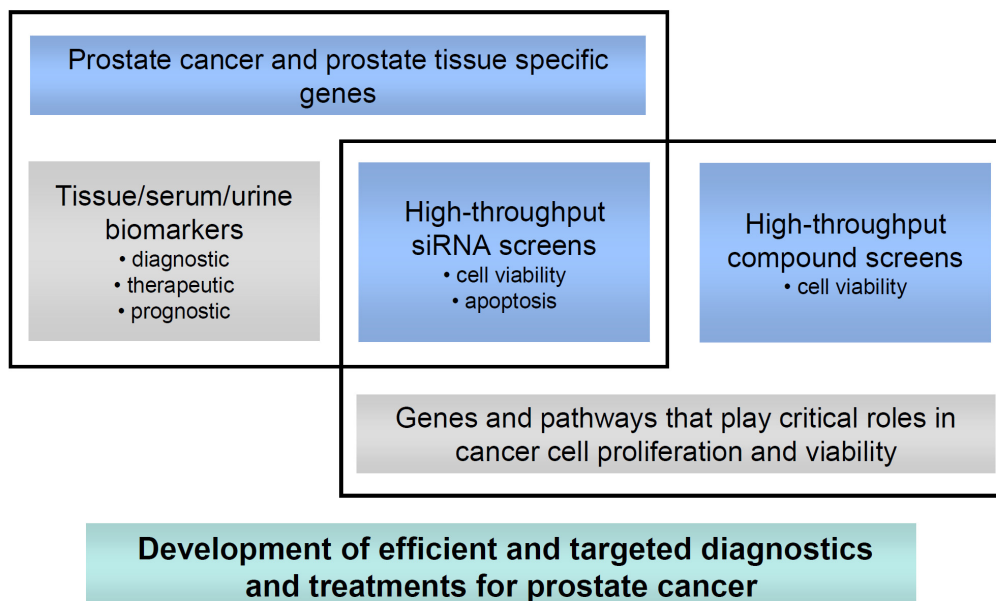 Prostate cancer and prostate tissue specific
genes
Tissue/serum/urine
biomarkers
• diagnostic
• therapeutic
• prognostic
High-throughput
siRNA screens
• cell viability
• apoptosis
High-throughput
compound screens
• cell viability
Genes and pathways that play critical roles in
cancer cell proliferation and viability
Development of efficient and targeted diagnostics
and treatments for prostate cancer